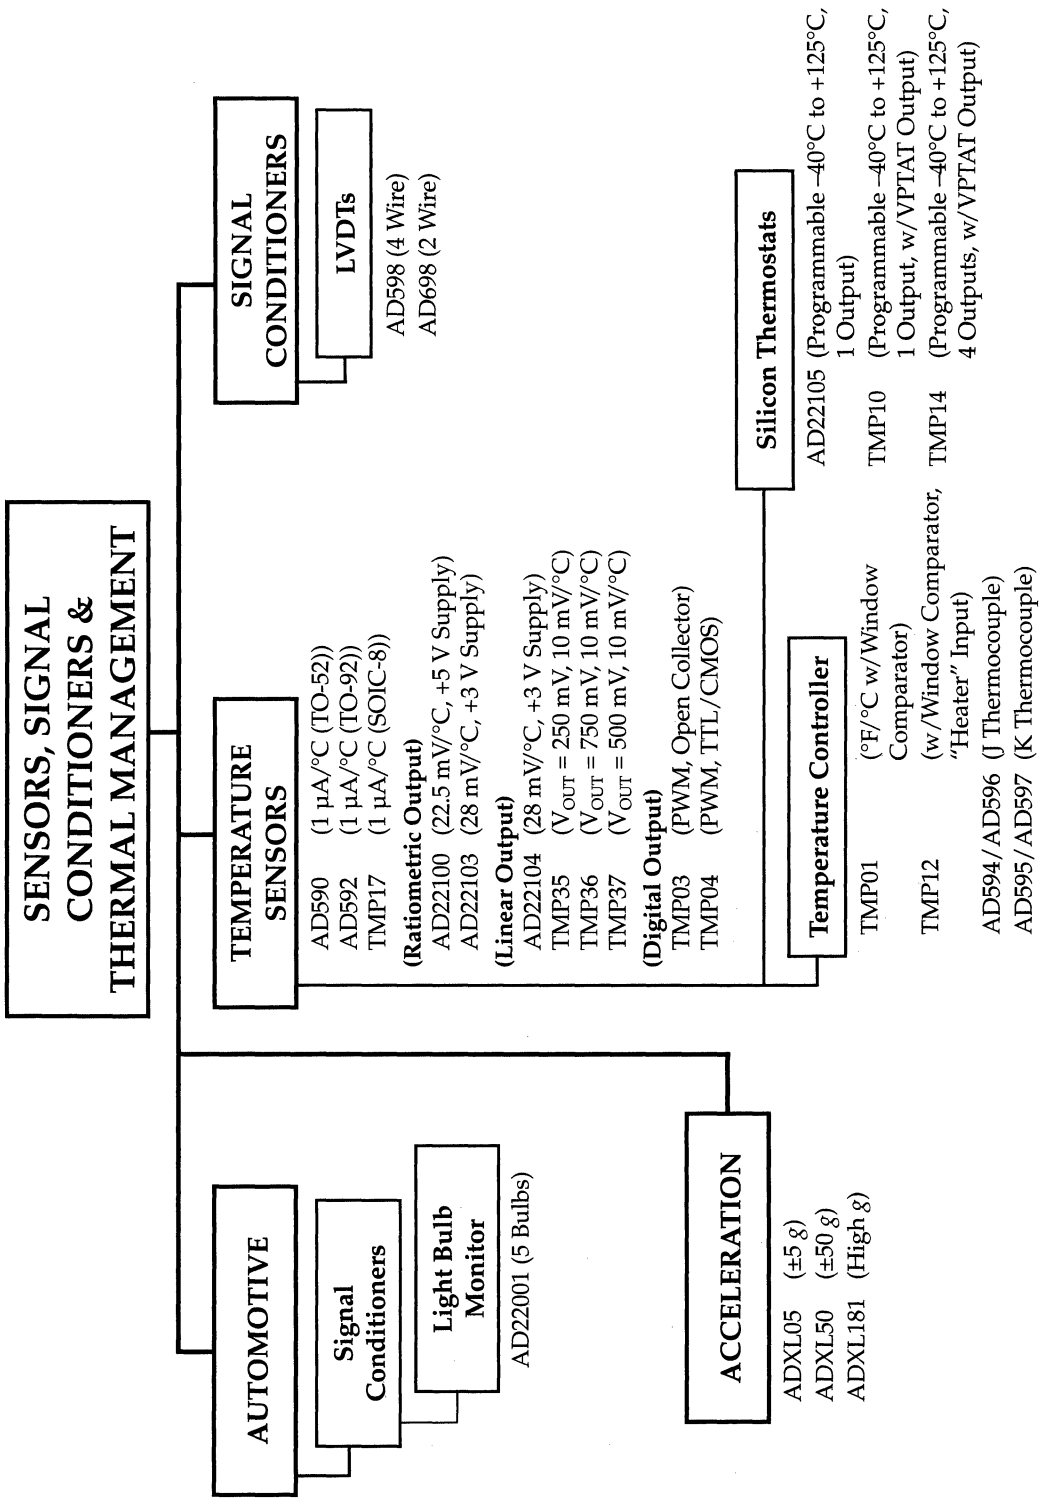 SENSORS, SIGNAL
CONDITIONERS &
THERMAL MANAGEMENT
AUTOMOTIVE
Signal
Conditioners
Light Bulb
Monitor
AD22001 (5 Bulbs)
ACCELERATION
ADXL05 (±5 g)
ADXL50 (±50 g)
ADXL181 (High g)
TEMPERATURE
SENSORS
AD590 (1 µA/°C (TO-52))
AD592 (1 µA/°C (TO-92))
TMP17 (1 µA/°C (SOIC-8))
(Ratiometric Output)
AD22100 (22.5 mV/°C, +5 V Supply)
AD22103 (28 mV/°C, +3 V Supply)
(Linear Output)
AD22104 (28 mV/°C, +3 V Supply)
TMP35 (VOUT = 250 mV, 10 mV/°C)
TMP36 (VOUT = 750 mV, 10 mV/°C)
TMP37 (VOUT = 500 mV, 10 mV/°C)
(Digital Output)
TMP03 (PWM, Open Collector)
TMP04 (PWM, TTL/CMOS)
Temperature Controller
TMP01 (°F/°C w/Window
Comparator)
TMP12 (w/Window Comparator,
"Heater" Input)
AD594/AD596 (J Thermocouple)
AD595/AD597 (K Thermocouple)
Silicon Thermostats
AD22105 (Programmable –40°C to +125°C,
1 Output)
TMP10 (Programmable –40°C to +125°C,
1 Output, w/VPTAT Output)
TMP14 (Programmable –40°C to +125°C,
4 Outputs, w/VPTAT Output)
SIGNAL
CONDITIONERS
LVDTs
AD598 (4 Wire)
AD698 (2 Wire)